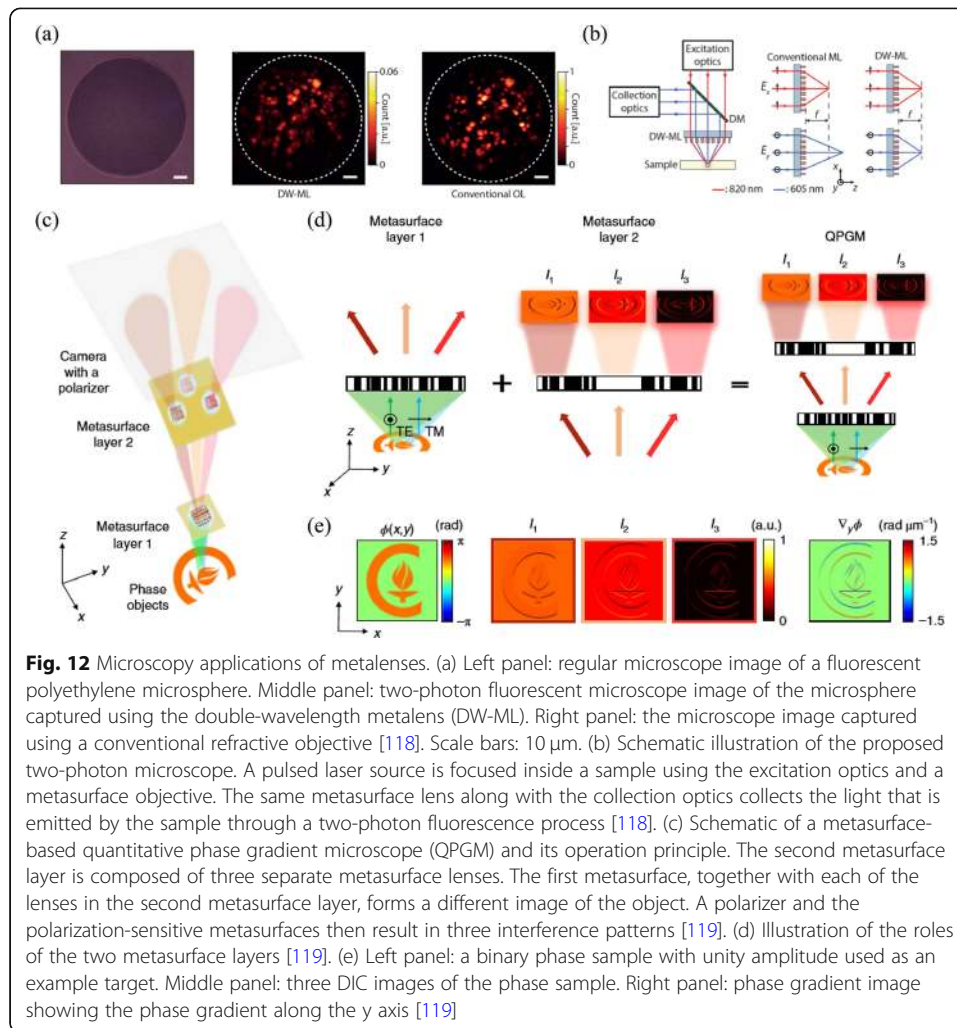 (a)
0.06
Count [a.u.]
0
DW-ML
1
Count [a.u.]
0
Conventional OL
(b)
Excitation
optics
Collection
optics
DM
DW-ML
Sample
Conventional ML
DW-ML
Ex
f
f
Ey
x
y
z
: 820 nm
: 605 nm
(c)
Camera
with a
polarizer
Metasurface
layer 2
Metasurface
layer 1
Phase
objects
z
y
x
(d)
Metasurface
layer 1
TE
TM
z
y
x
+
Metasurface
layer 2
I1
I2
I3
=
QPGM
I1
I2
I3
(e)
ϕ(x,y)
(rad)
π
−π
y
x
I1
I2
I3
(a.u.)
1
0
∇yϕ
(rad μm−1)
1.5
−1.5
Fig. 12 Microscopy applications of metalenses. (a) Left panel: regular microscope image of a fluorescent
polyethylene microsphere. Middle panel: two-photon fluorescent microscope image of the microsphere
captured using the double-wavelength metalens (DW-ML). Right panel: the microscope image captured
using a conventional refractive objective [118]. Scale bars: 10 μm. (b) Schematic illustration of the proposed
two-photon microscope. A pulsed laser source is focused inside a sample using the excitation optics and a
metasurface objective. The same metasurface lens along with the collection optics collects the light that is
emitted by the sample through a two-photon fluorescence process [118]. (c) Schematic of a metasurface-
based quantitative phase gradient microscope (QPGM) and its operation principle. The second metasurface
layer is composed of three separate metasurface lenses. The first metasurface, together with each of the
lenses in the second metasurface layer, forms a different image of the object. A polarizer and the
polarization-sensitive metasurfaces then result in three interference patterns [119]. (d) Illustration of the roles
of the two metasurface layers [119]. (e) Left panel: a binary phase sample with unity amplitude used as an
example target. Middle panel: three DIC images of the phase sample. Right panel: phase gradient image
showing the phase gradient along the y axis [119]